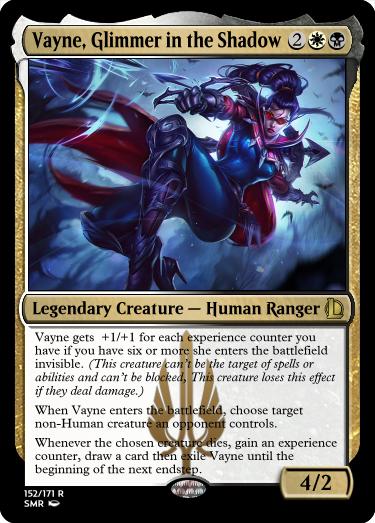 Vayne, Glimmer in the Shadow 2
Legendary Creature — Human Ranger
Vayne gets +1/+1 for each experience counter you
have if you have six or more she enters the battlefield
invisible. (This creature can't be the target of spells or
abilities and can't be blocked, This creature loses this effect
if they deal damage.)
When Vayne enters the battlefield, choose target
non-Human creature an opponent controls.
Whenever the chosen creature dies, gain an experience
counter, draw a card then exile Vayne until the
beginning of the next endstep.
4/2
152/171 R
SMR